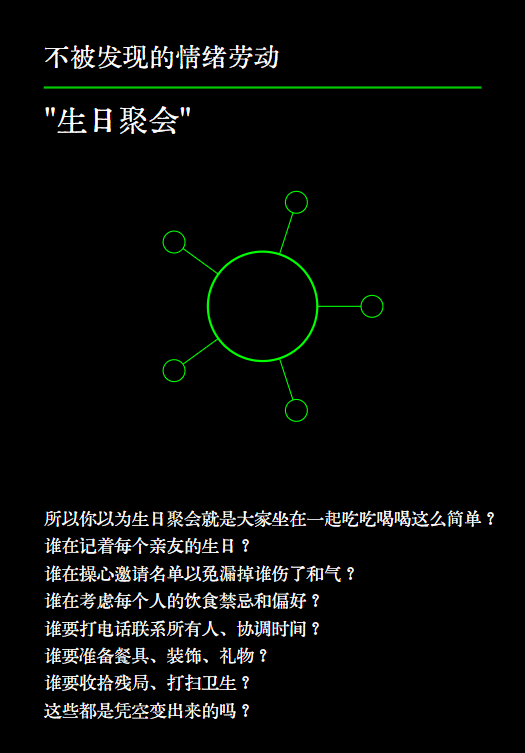 不被发现的情绪劳动
"生日聚会"
所以你以为生日聚会就是大家坐在一起吃吃喝喝这么简单？
谁在记着每个亲友的生日？
谁在操心邀请名单以免漏掉谁伤了和气？
谁在考虑每个人的饮食禁忌和偏好？
谁要打电话联系所有人、协调时间？
谁要准备餐具、装饰、礼物？
谁要收拾残局、打扫卫生？
这些都是凭空变出来的吗？